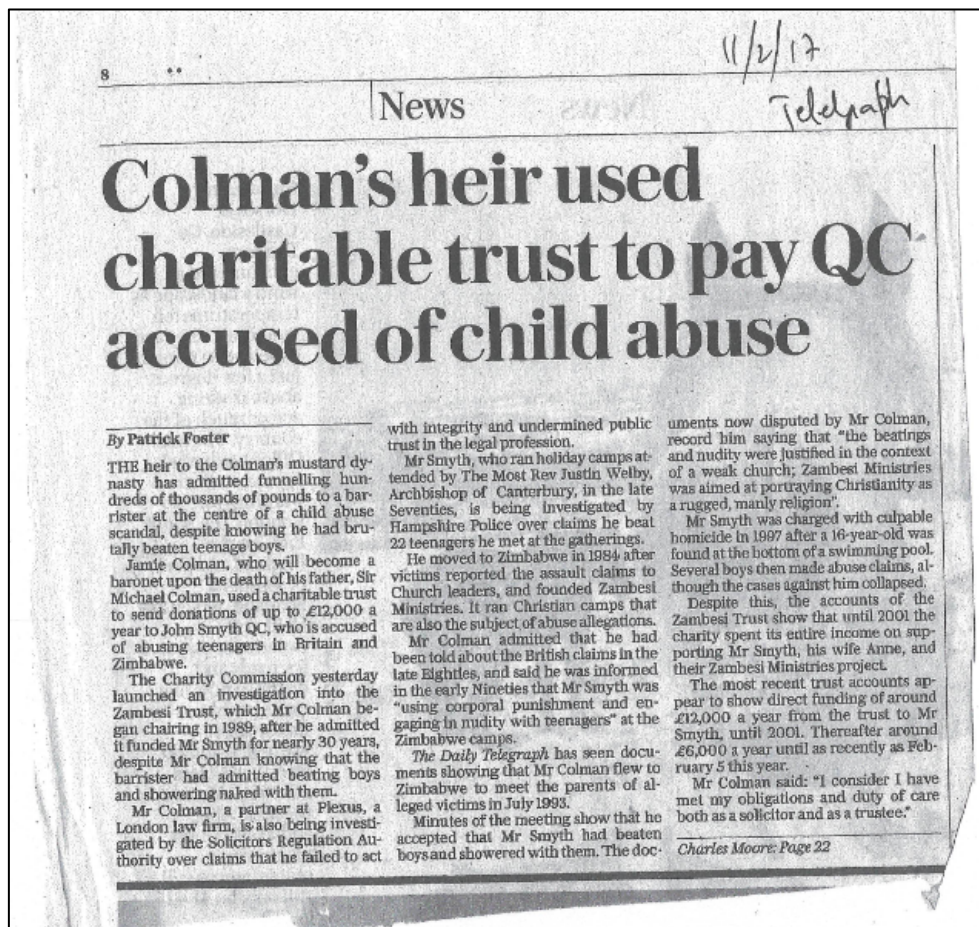 11/2/17
Telegraph
8
News
Colman's heir used
charitable trust to pay QC
accused of child abuse
By Patrick Foster
THE heir to the Colman's mustard dy-
nasty has admitted funnelling hun-
dreds of thousands of pounds to a bar-
rister at the centre of a child abuse
scandal, despite knowing he had bru-
tally beaten teenage boys.
Jamie Colman, who will become a
baronet upon the death of his father, Sir
Michael Colman, used a charitable trust
to send donations of up to £12,000 a
year to John Smyth QC, who is accused
of abusing teenagers in Britain and
Zimbabwe.
The Charity Commission yesterday
launched an investigation into the
Zambesi Trust, which Mr Colman be-
gan chairing in 1989, after he admitted
it funded Mr Smyth for nearly 30 years,
despite Mr Colman knowing that the
barrister had admitted beating boys
and showering naked with them.
Mr Colman, a partner at Plexus, a
London law firm, is also being investi-
gated by the Solicitors Regulation Au-
thority over claims that he failed to act
with integrity and undermined public
trust in the legal profession.
Mr Smyth, who ran holiday camps at-
tended by The Most Rev Justin Welby,
Archbishop of Canterbury, in the late
Seventies, is being investigated by
Hampshire Police over claims he beat
22 teenagers he met at the gatherings.
He moved to Zimbabwe in 1984 after
victims reported the assault claims to
Church leaders, and founded Zambesi
Ministries. It ran Christian camps that
are also the subject of abuse allegations.
Mr Colman admitted that he had
been told about the British claims in the
late Eighties, and said he was informed
in the early Nineties that Mr Smyth was
"using corporal punishment and en-
gaging in nudity with teenagers" at the
Zimbabwe camps.
The Daily Telegraph has seen docu-
ments showing that Mr Colman flew to
Zimbabwe to meet the parents of al-
leged victims in July 1993.
Minutes of the meeting show that he
accepted that Mr Smyth had beaten
boys and showered with them. The doc-
uments now disputed by Mr Colman,
record him saying that "the beatings
and nudity were justified in the context
of a weak church; Zambesi Ministries
was aimed at portraying Christianity as
a rugged, manly religion".
Mr Smyth was charged with culpable
homicide in 1997 after a 16-year-old was
found at the bottom of a swimming pool.
Several boys then made abuse claims, al-
though the cases against him collapsed.
Despite this, the accounts of the
Zambesi Trust show that until 2001 the
charity spent its entire income on sup-
porting Mr Smyth, his wife Anne, and
their Zambesi Ministries project.
The most recent trust accounts ap-
pear to show direct funding of around
£12,000 a year from the trust to Mr
Smyth, until 2001. Thereafter around
£6,000 a year until as recently as Feb-
ruary 5 this year.
Mr Colman said: "I consider I have
met my obligations and duty of care
both as a solicitor and as a trustee."
Charles Moore: Page 22